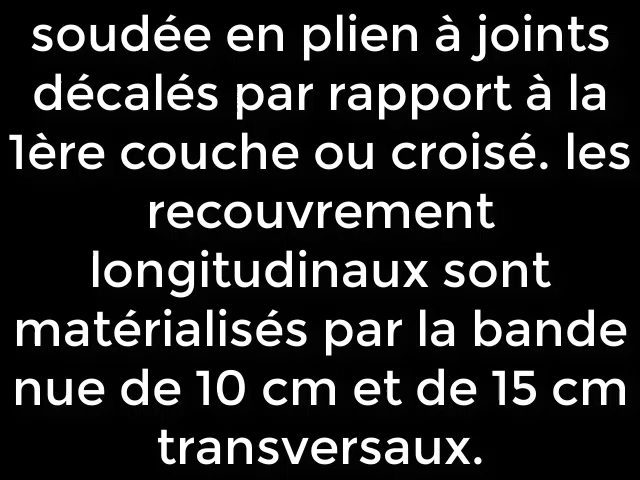 soudée en plien à joints
décalés par rapport à la
1ère couche ou croisé. les
recouvrement
longitudinaux sont
matérialisés par la bande
nue de 10 cm et de 15 cm
transversaux.